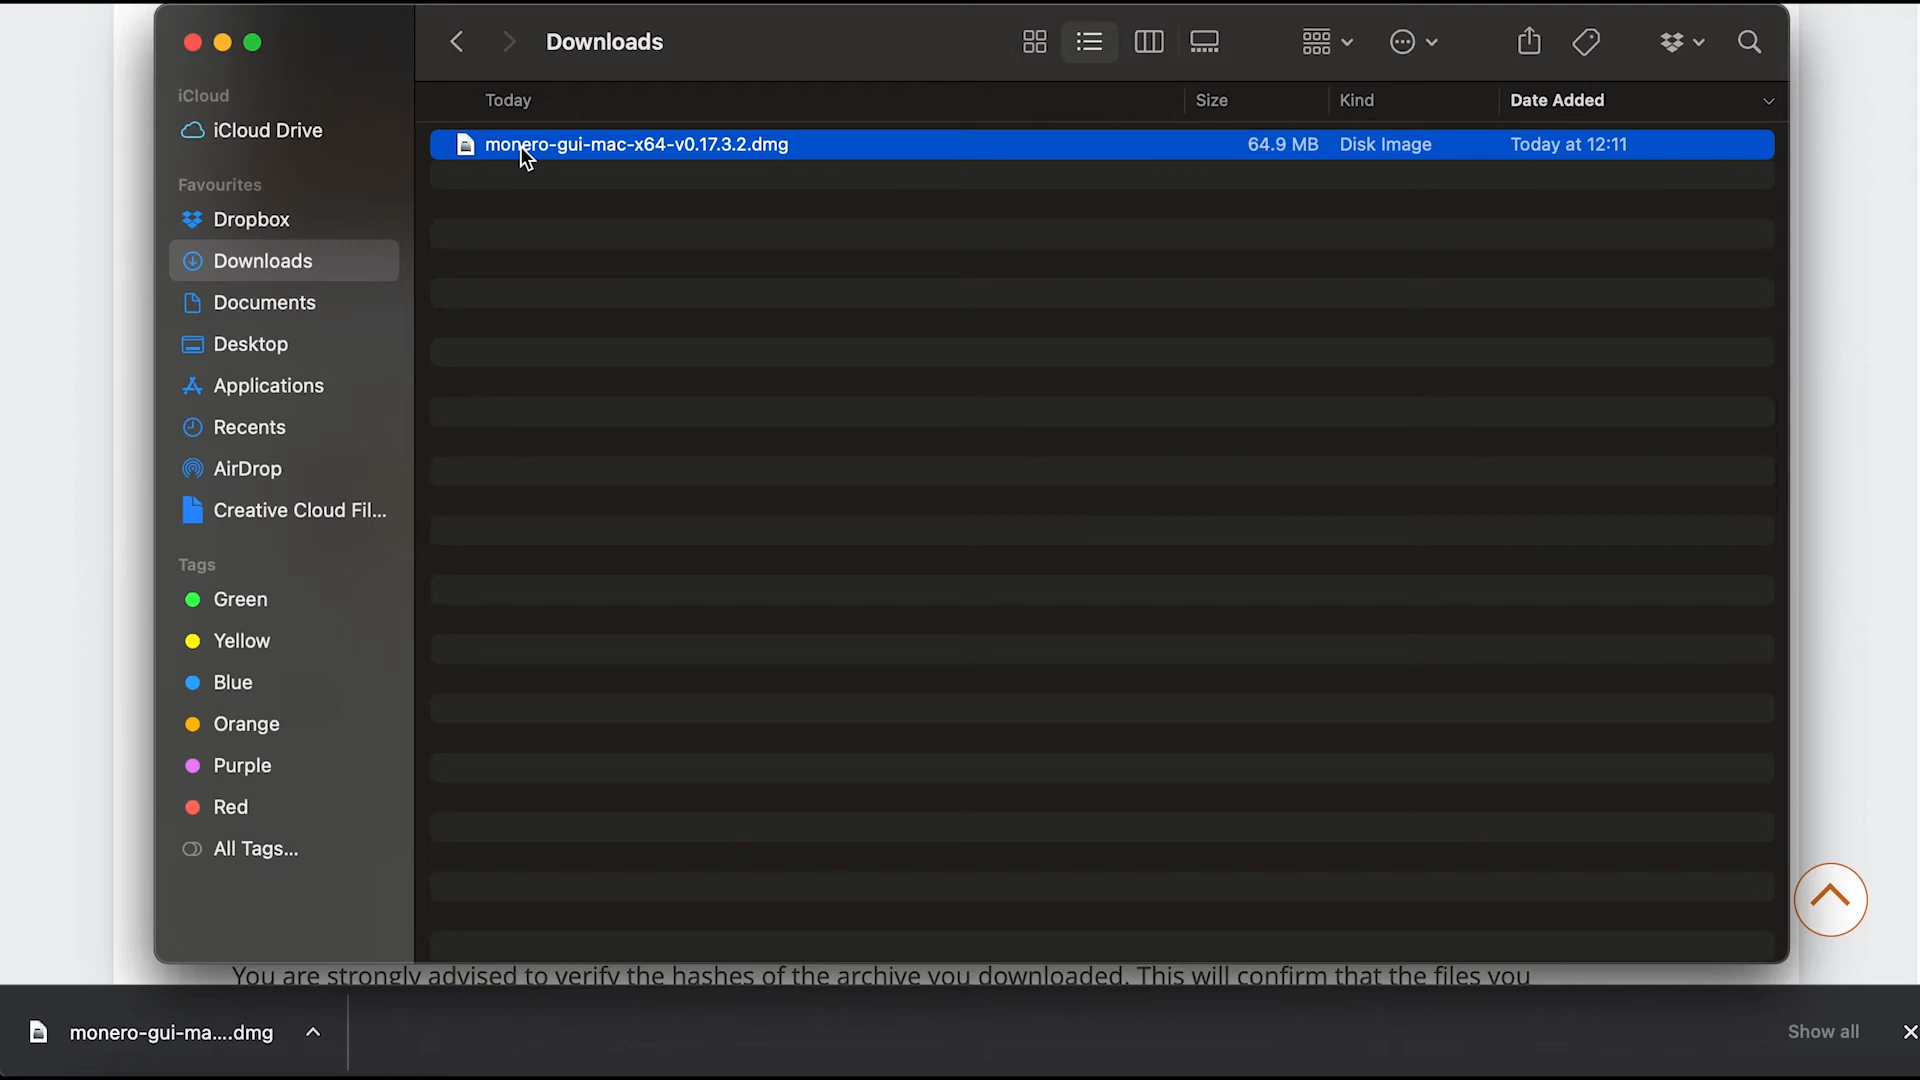 Downloads
iCloud
iCloud Drive
Favourites
Dropbox
Downloads
Documents
Desktop
Applications
Recents
AirDrop
Creative Cloud Fil...
Tags
Green
Yellow
Blue
Orange
Purple
Red
All Tags...
Today Size Kind Date Added
monero-gui-mac-x64-v0.17.3.2.dmg 64.9 MB Disk Image Today at 12:11
You are strongly advised to verify the hashes of the archive you downloaded. This will confirm that the files you
monero-gui-ma....dmg Show all